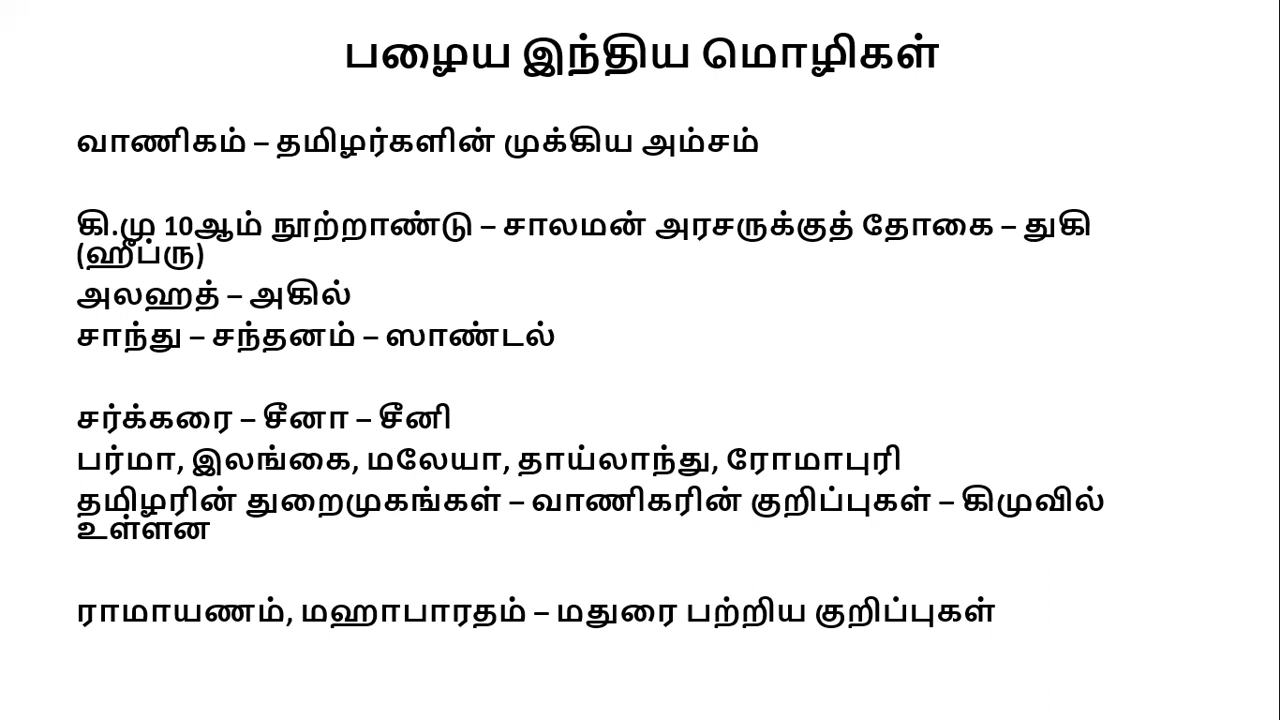 பழைய இந்திய மொழிகள்
வாணிகம் – தமிழர்களின் முக்கிய அம்சம்
கி.மு 10ஆம் நூற்றாண்டு – சாலமன் அரசருக்குத் தோகை – துகி
(ஹீப்ரு)
அலஹத் – அகில்
சாந்து – சந்தனம் – ஸாண்டல்
சர்க்கரை – சீனா – சீனி
பர்மா, இலங்கை, மலேயா, தாய்லாந்து, ரோமாபுரி
தமிழரின் துறைமுகங்கள் – வாணிகரின் குறிப்புகள் – கிமுவில்
உள்ளன
ராமாயணம், மஹாபாரதம் – மதுரை பற்றிய குறிப்புகள்